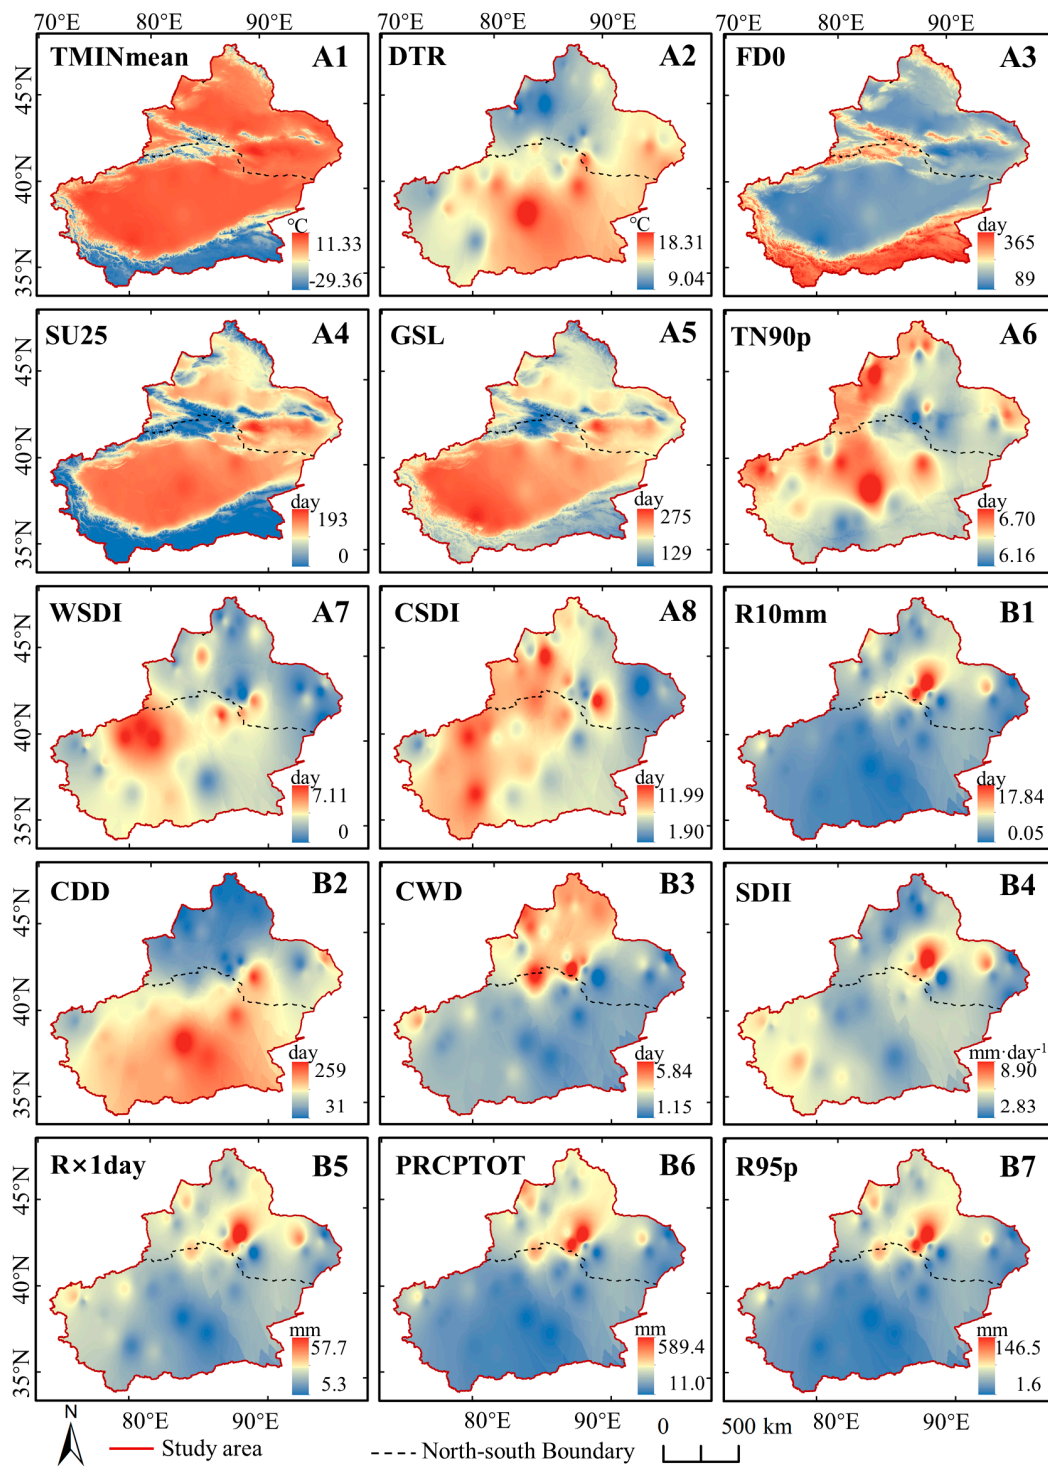 70°E 80°E 90°E 70°E 80°E 90°E 70°E 80°E 90°E
TMINmean A1 DTR A2 FD0 A3
45°N
40°N
35°N
°C 11.33 -29.36
°C 18.31 9.04
day 365 89
SU25 A4 GSL A5 TN90p A6
45°N
40°N
35°N
day 193 0
day 275 129
day 6.70 6.16
WSDI A7 CSDI A8 R10mm B1
45°N
40°N
35°N
day 7.11 0
day 11.99 1.90
day 17.84 0.05
CDD B2 CWD B3 SDII B4
45°N
40°N
35°N
day 259 31
day 5.84 1.15
mm·day⁻¹ 8.90 2.83
R×1day B5 PRCPTOT B6 R95p B7
45°N
40°N
35°N
mm 57.7 5.3
mm 589.4 11.0
mm 146.5 1.6
80°E 90°E 80°E 90°E 80°E 90°E
N Study area North-south Boundary 0 500 km